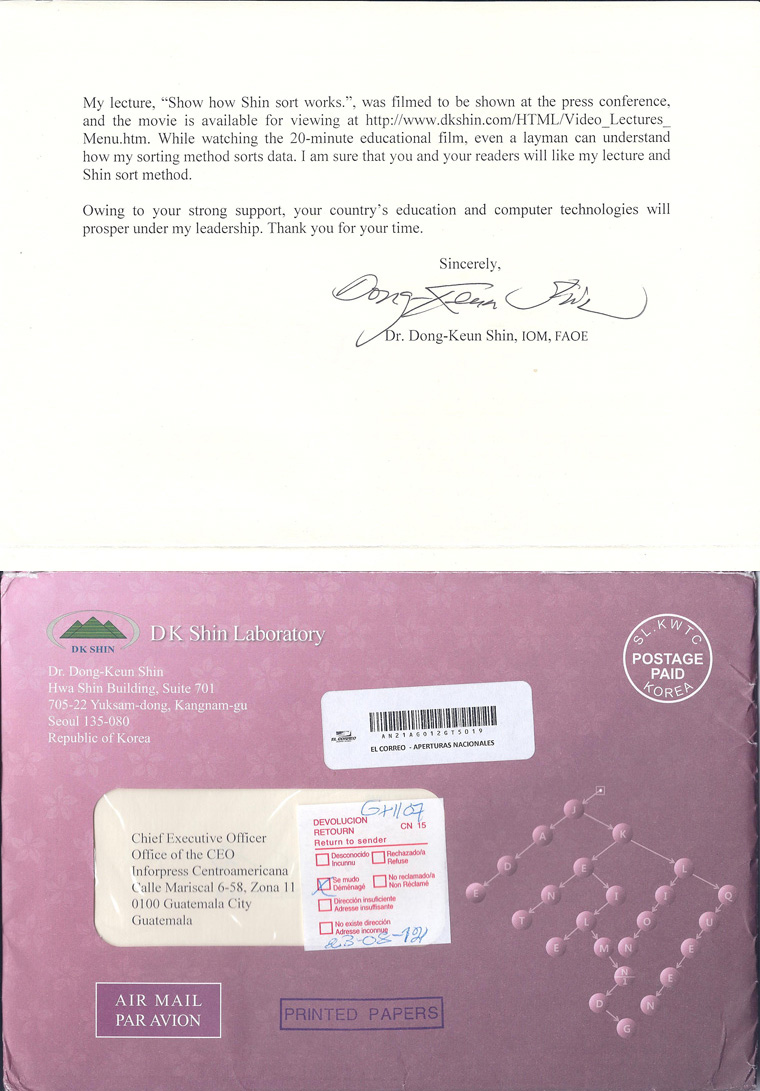 My lecture, “Show how Shin sort works.”, was filmed to be shown at the press conference,
and the movie is available for viewing at http://www.dkshin.com/HTML/Video_Lectures_
Menu.htm. While watching the 20-minute educational film, even a layman can understand
how my sorting method sorts data. I am sure that you and your readers will like my lecture and
Shin sort method.
Owing to your strong support, your country’s education and computer technologies will
prosper under my leadership. Thank you for your time.
Sincerely,
Dong-Keun Shin
Dr. Dong-Keun Shin, IOM, FAOE
DK SHIN
DK Shin Laboratory
Dr. Dong-Keun Shin
Hwa Shin Building, Suite 701
705-22 Yuksam-dong, Kangnam-gu
Seoul 135-080
Republic of Korea
SL.KWTC
POSTAGE
PAID
KOREA
EL CORREO
AN21AG012GT5019
EL CORREO - APERTURAS NACIONALES
Chief Executive Officer
Office of the CEO
Inforpress Centroamericana
Calle Mariscal 6-58, Zona 11
0100 Guatemala City
Guatemala
DEVOLUCION
RETOURN CN 15
Return to sender
Desconocido Rechazado/a
Inconnu Refuse
Se mudo No reclamado/a
Déménagé Non Réclamé
Dirección insuficiente
Adresse insuffisante
No existe dirección
Adresse inconnue
23-08-12
J
A K
D E L
N I O
T O U
E M N E
N E
D N
G
AIR MAIL
PAR AVION
PRINTED PAPERS